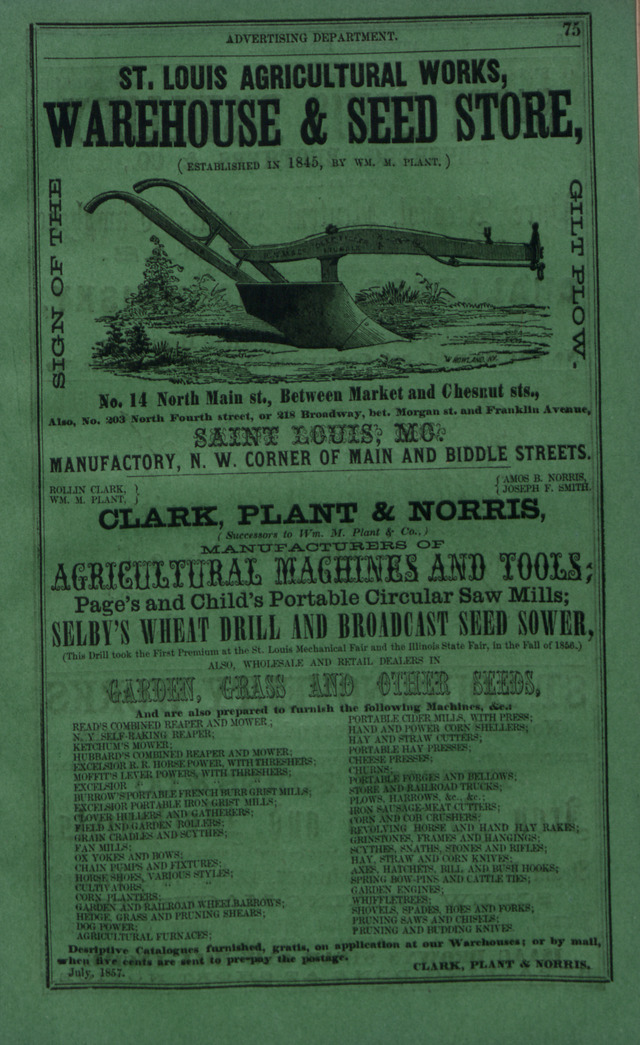 ADVERTISING DEPARTMENT. 75
ST. LOUIS AGRICULTURAL WORKS,
WAREHOUSE & SEED STORE,
(ESTABLISHED IN 1845, BY WM. M. PLANT.)
SIGN OF THE
GILT PLOW.
No. 14 North Main st., Between Market and Chesnut sts.,
Also, No. 203 North Fourth street, or 218 Broadway, bet. Morgan st. and Franklin Avenue,
SAINT LOUIS, MO.
MANUFACTORY, N. W. CORNER OF MAIN AND BIDDLE STREETS.
ROLLIN CLARK, }
WM. M. PLANT, }
{ AMOS B. NORRIS,
{ JOSEPH F. SMITH.
CLARK, PLANT & NORRIS,
(Successors to Wm. M. Plant & Co.,)
MANUFACTURERS OF
AGRICULTURAL MACHINES AND TOOLS;
Page's and Child's Portable Circular Saw Mills;
SELBY'S WHEAT DRILL AND BROADCAST SEED SOWER,
(This Drill took the First Premium at the St. Louis Mechanical Fair and the Illinois State Fair, in the Fall of 1856.)
ALSO, WHOLESALE AND RETAIL DEALERS IN
GARDEN, GRASS AND OTHER SEEDS,
And are also prepared to furnish the following Machines, &c.:
READ'S COMBINED REAPER AND MOWER;
N. Y. SELF-RAKING REAPER;
KETCHUM'S MOWER;
HUBBARD'S COMBINED REAPER AND MOWER;
EXCELSIOR R. R. HORSE POWER, WITH THRESHERS;
MOFFIT'S LEVER POWERS, WITH THRESHERS;
EXCELSIOR " " "
BURROW'S PORTABLE FRENCH BURR GRIST MILLS;
EXCELSIOR PORTABLE IRON GRIST MILLS;
CLOVER HULLERS AND GATHERERS;
FIELD AND GARDEN ROLLERS;
GRAIN CRADLES AND SCYTHES;
FAN MILLS;
OX YOKES AND BOWS;
CHAIN PUMPS AND FIXTURES;
HORSE SHOES, VARIOUS STYLES;
CULTIVATORS, " "
CORN PLANTERS;
GARDEN AND RAILROAD WHEELBARROWS;
HEDGE, GRASS AND PRUNING SHEARS;
DOG POWER;
AGRICULTURAL FURNACES;
PORTABLE CIDER MILLS, WITH PRESS;
HAND AND POWER CORN SHELLERS;
HAY AND STRAW CUTTERS;
PORTABLE HAY PRESSES;
CHEESE PRESSES;
CHURNS;
PORTABLE FORGES AND BELLOWS;
STORE AND RAILROAD TRUCKS;
PLOWS, HARROWS, &c., &c.;
IRON SAUSAGE-MEAT CUTTERS;
CORN AND COB CRUSHERS;
REVOLVING HORSE AND HAND HAY RAKES;
GRINSTONES, FRAMES AND HANGINGS;
SCYTHES, SNATHS, STONES AND RIFLES;
HAY, STRAW AND CORN KNIVES;
AXES, HATCHETS, BILL AND BUSH HOOKS;
SPRING BOW-PINS AND CATTLE TIES;
GARDEN ENGINES;
WHIFFLETREES;
SHOVELS, SPADES, HOES AND FORKS;
PRUNING SAWS AND CHISELS;
PRUNING AND BUDDING KNIVES.
Desriptive Catalogues furnished, gratis, on application at our Warehouses; or by mail,
when five cents are sent to pre-pay the postage.
July, 1857.
CLARK, PLANT & NORRIS.